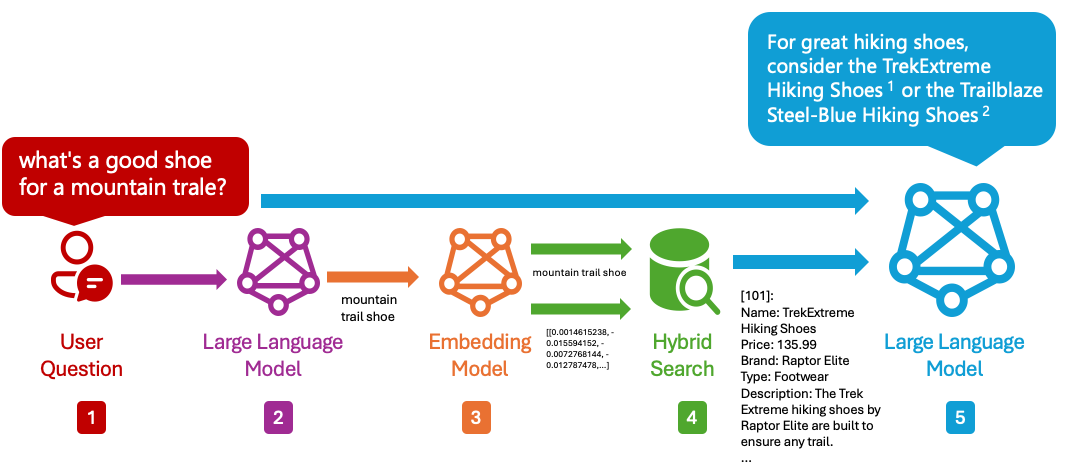 For great hiking shoes,
consider the TrekExtreme
Hiking Shoes 1 or the Trailblaze
Steel-Blue Hiking Shoes 2
what's a good shoe
for a mountain trale?
mountain trail shoe
mountain
trail shoe
[[0.0014615238, -
0.015594152, -
0.0072768144, -
0.012787478,...]
[101]:
Name: TrekExtreme
Hiking Shoes
Price: 135.99
Brand: Raptor Elite
Type: Footwear
Description: The Trek
Extreme hiking shoes by
Raptor Elite are built to
ensure any trail.
...
User
Question
Large Language
Model
Embedding
Model
Hybrid
Search
Large Language
Model
1
2
3
4
5